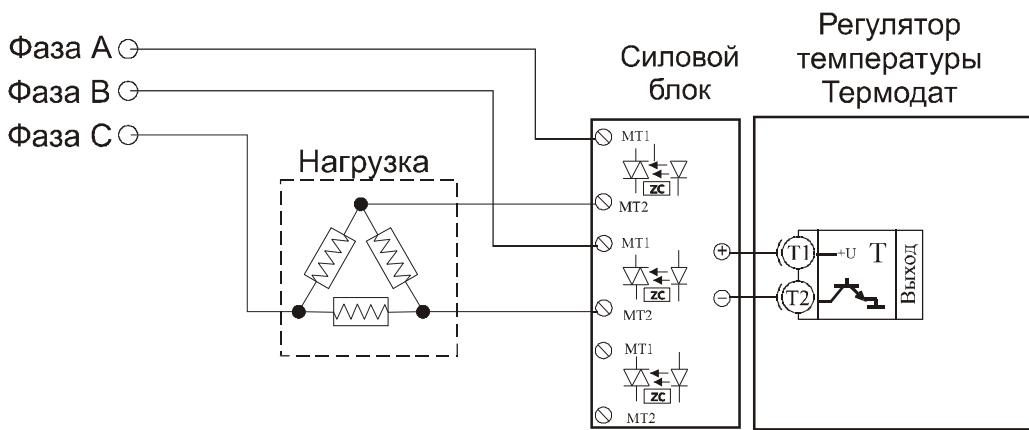 Фаза A
Фаза B
Фаза C
Нагрузка
Силовой
блок
Регулятор
температуры
Термодат
MT1
ZC
MT2
MT1
ZC
MT2
MT1
ZC
MT2
+
−
T1
T2
+U
T
Выход